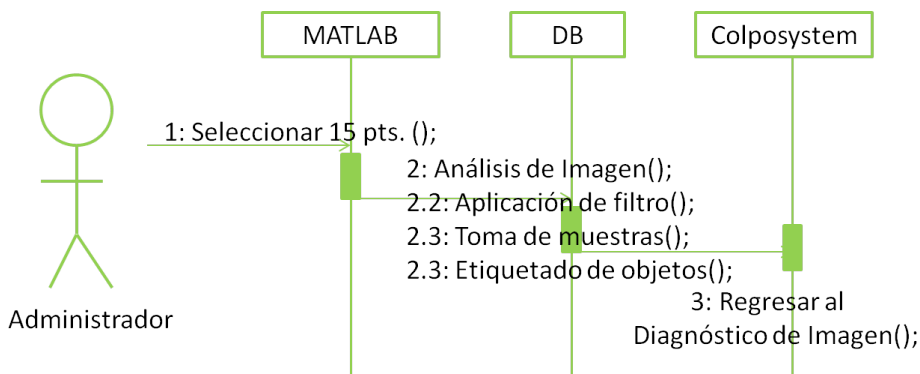 MATLAB
DB
Colposystem
1: Seleccionar 15 pts. ();
2: Análisis de Imagen();
2.2: Aplicación de filtro();
2.3: Toma de muestras();
2.3: Etiquetado de objetos();
3: Regresar al
Diagnóstico de Imagen();
Administrador